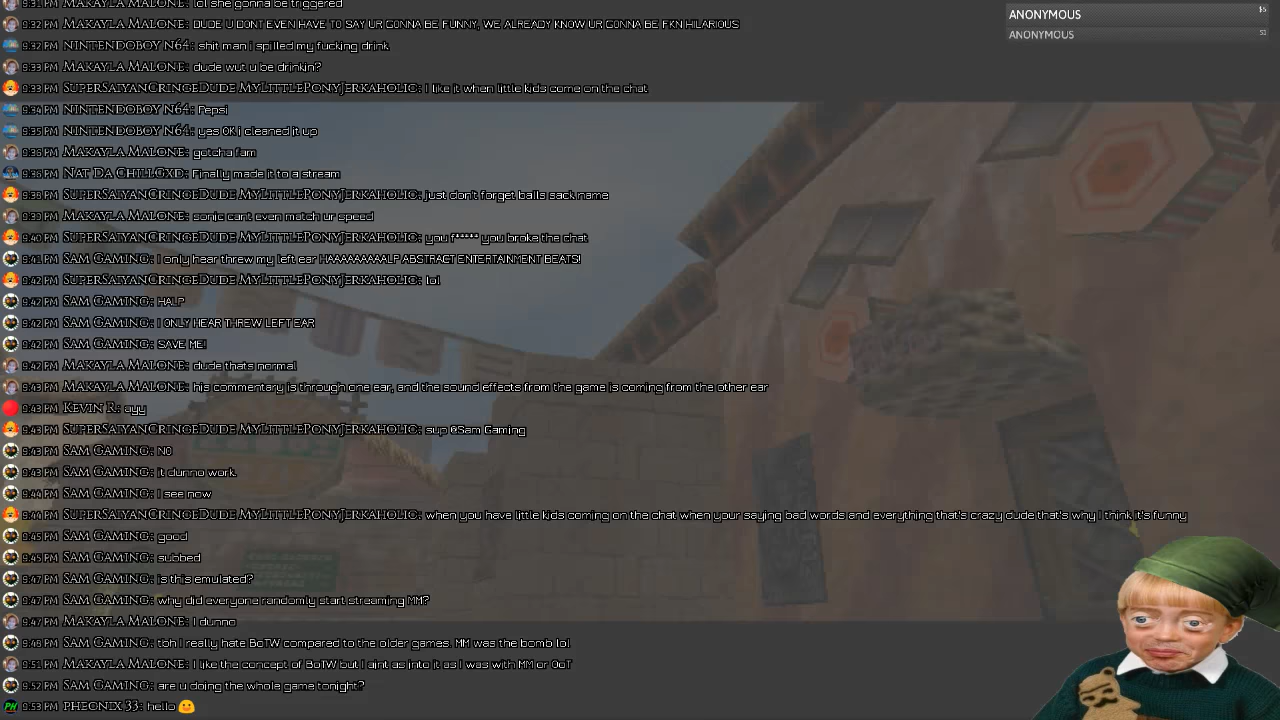 9:31 PM MAKAYLA MALONE: lol she gonna be triggered
ANONYMOUS $5
9:32 PM MAKAYLA MALONE: DUDE U DONT EVEN HAVE TO SAY UR GONNA BE FUNNY, WE ALREADY KNOW UR GONNA BE FKN HILARIOUS
ANONYMOUS $1
9:32 PM NINTENDOBOY N64: shit man i spilled my fucking drink
9:33 PM MAKAYLA MALONE: dude wut u be drinkin?
9:33 PM SUPERSAIYANCRINGEDUDE MYLITTLEPONYJERKAHOLIC: I like it when little kids come on the chat
9:34 PM NINTENDOBOY N64: Pepsi
9:35 PM NINTENDOBOY N64: yes OK i cleaned it up
9:36 PM MAKAYLA MALONE: gotcha fam
9:36 PM NAT DA CHILLGXD: Finally made it to a stream
9:38 PM SUPERSAIYANCRINGEDUDE MYLITTLEPONYJERKAHOLIC: just don't forget balls sack name
9:39 PM MAKAYLA MALONE: sonic cant even match ur speed
9:40 PM SUPERSAIYANCRINGEDUDE MYLITTLEPONYJERKAHOLIC: you f***** you broke the chat
9:41 PM SAM GAMING: I only hear threw my left ear HAAAAAAAAALP ABSTRACT ENTERTAINMENT BEATS!
9:42 PM SUPERSAIYANCRINGEDUDE MYLITTLEPONYJERKAHOLIC: lol
9:42 PM SAM GAMING: HALP
9:42 PM SAM GAMING: I ONLY HEAR THREW LEFT EAR
9:42 PM SAM GAMING: SAVE ME!
9:42 PM MAKAYLA MALONE: dude thats normal
9:43 PM MAKAYLA MALONE: his commentary is through one ear, and the sound effects from the game is coming from the other ear
9:43 PM KEVIN R: ayy
9:43 PM SUPERSAIYANCRINGEDUDE MYLITTLEPONYJERKAHOLIC: sup @Sam Gaming
9:43 PM SAM GAMING: NO
9:43 PM SAM GAMING: it dunno work.
9:44 PM SAM GAMING: I see now
9:44 PM SUPERSAIYANCRINGEDUDE MYLITTLEPONYJERKAHOLIC: when you have little kids coming on the chat when your saying bad words and everything that's crazy dude that's why I think it's funny
9:45 PM SAM GAMING: good
9:45 PM SAM GAMING: subbed
9:47 PM SAM GAMING: is this emulated?
9:47 PM SAM GAMING: why did everyone randomly start streaming MM?
9:47 PM MAKAYLA MALONE: I dunno
9:48 PM SAM GAMING: tbh I really hate BoTW compared to the older games. MM was the bomb lol
9:51 PM MAKAYLA MALONE: I like the concept of BoTW but I aint as into it as I was with MM or OoT
9:52 PM SAM GAMING: are u doing the whole game tonight?
PH 9:53 PM PHEONIX 33: hello